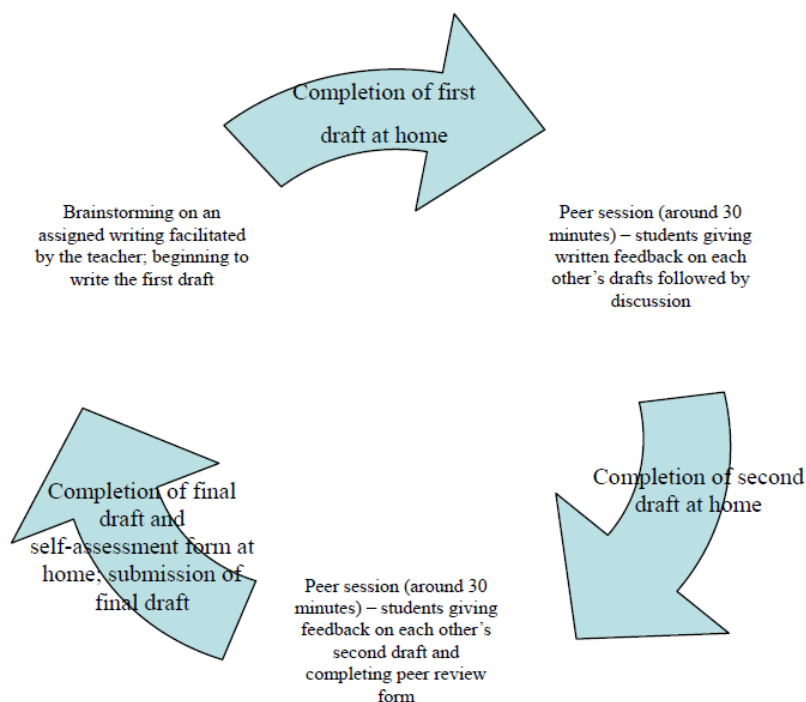 Completion of first
draft at home
Brainstorming on an
assigned writing facilitated
by the teacher; beginning to
write the first draft
Peer session (around 30
minutes) – students giving
written feedback on each
other’s drafts followed by
discussion
Completion of second
draft at home
Peer session (around 30
minutes) – students giving
feedback on each other’s
second draft and
completing peer review
form
Completion of final
draft and
self-assessment form at
home; submission of
final draft